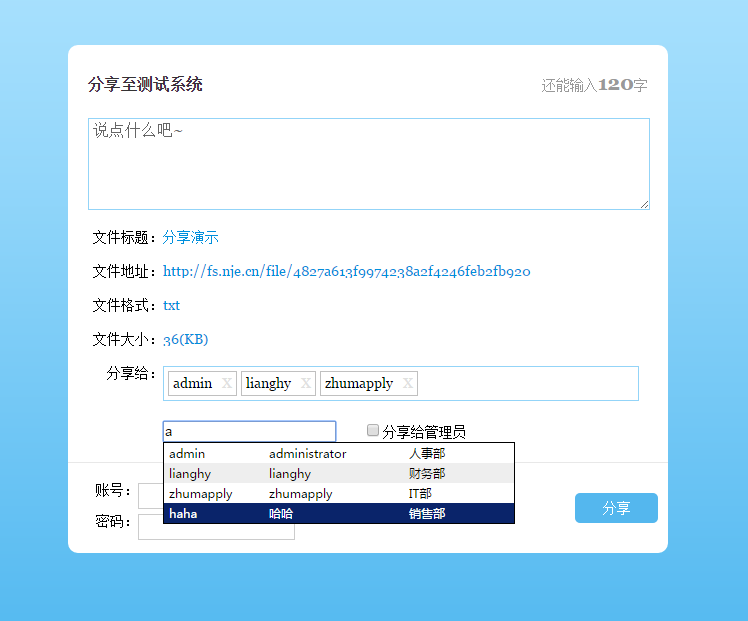 分享至测试系统 还能输入120字
说点什么吧~
文件标题：分享演示
文件地址：http://fs.nje.cn/file/4827a613f9974238a2f4246feb2fb920
文件格式：txt
文件大小：36(KB)
分享给： admin X lianghy X zhumapply X
a 分享给管理员
admin administrator 人事部
lianghy lianghy 财务部
zhumapply zhumapply IT部
haha 哈哈 销售部
账号：
密码：
分享